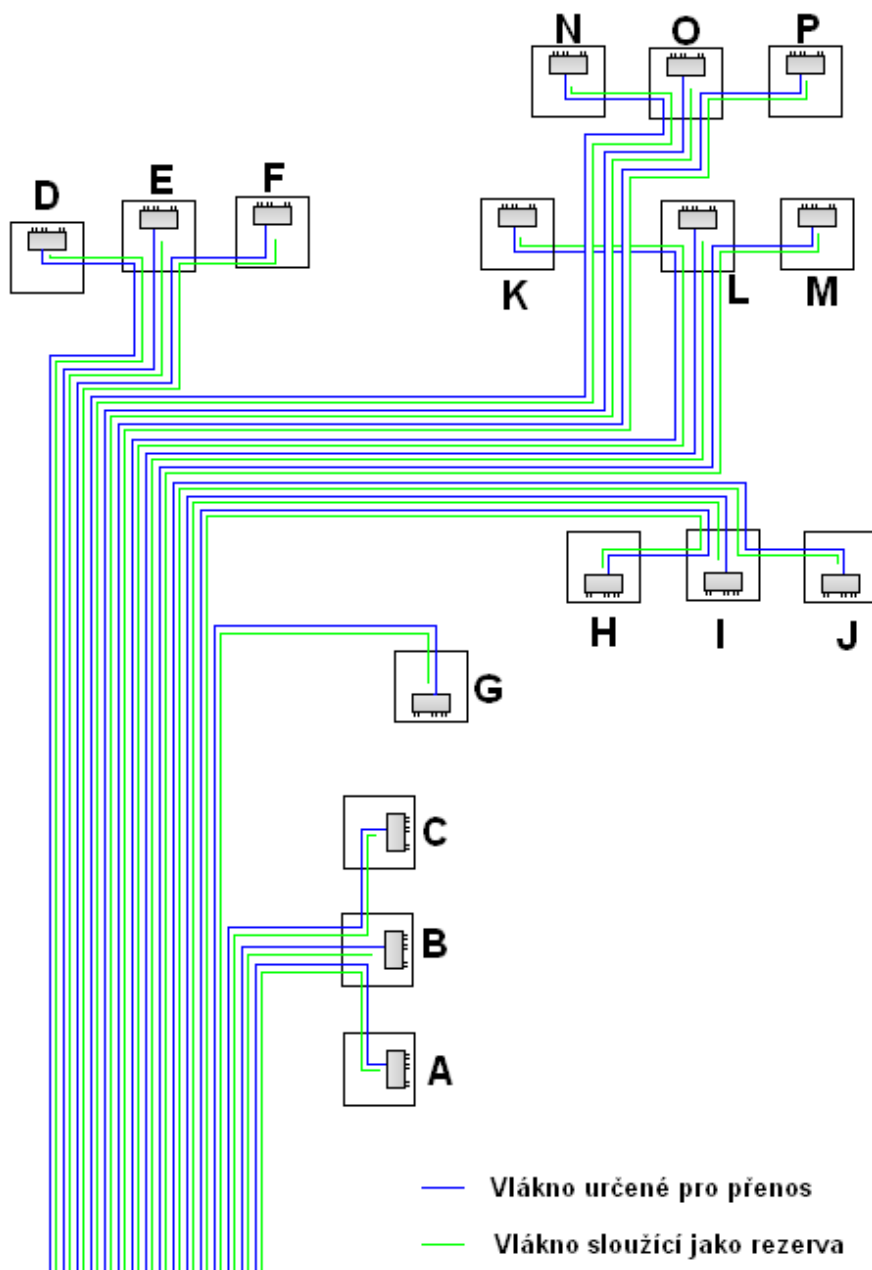 N O P
D E F
K L M
H I J
G
C
B
A
Vlákno určené pro přenos
Vlákno sloužící jako rezerva